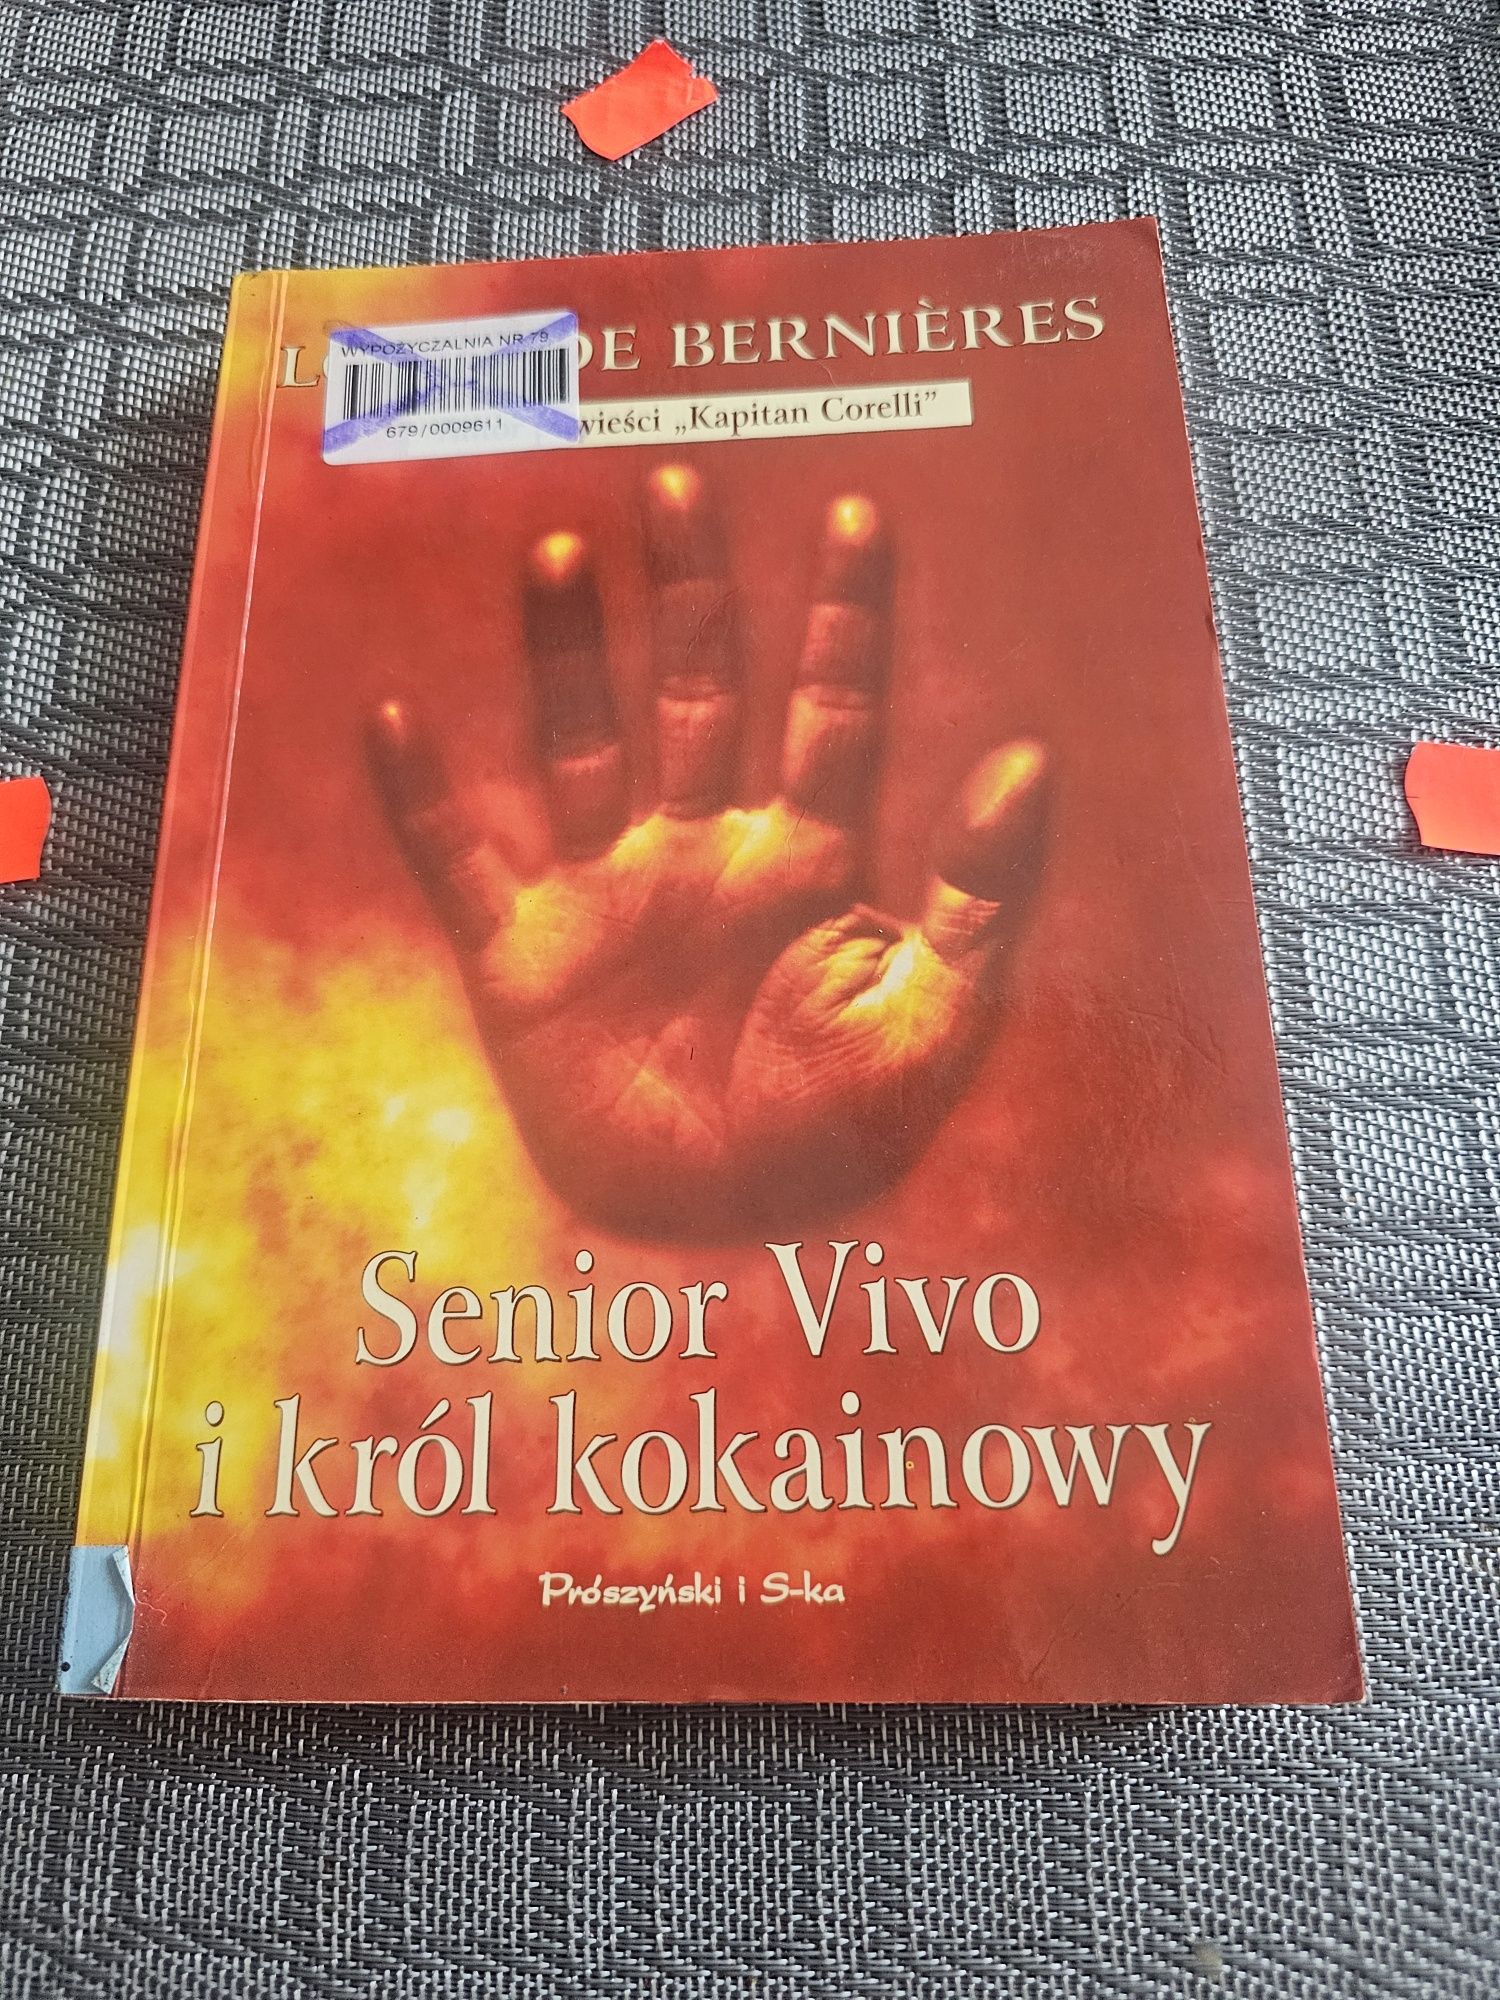 DE BERNIÈRES
WYPOŻYCZALNIA NR 79
679/0009611
wieści „Kapitan Corelli”
Senior Vivo
i król kokainowy
Prószyński i S-ka